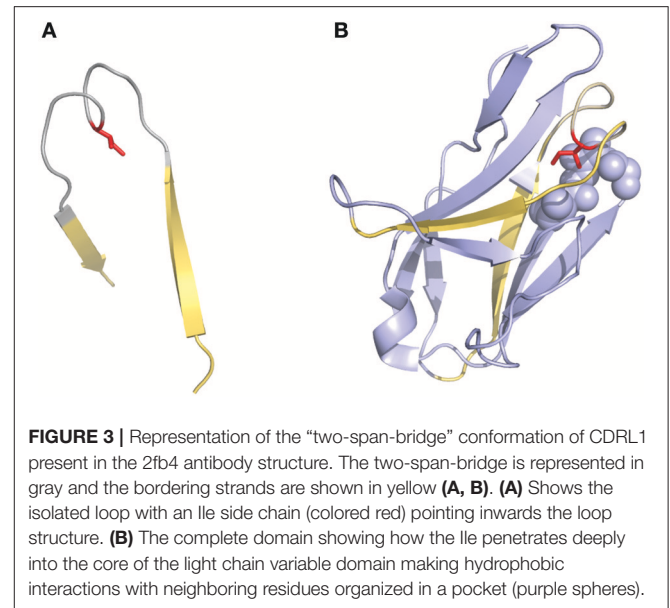 A
B
FIGURE 3 | Representation of the “two-span-bridge” conformation of CDRL1
present in the 2fb4 antibody structure. The two-span-bridge is represented in
gray and the bordering strands are shown in yellow (A, B). (A) Shows the
isolated loop with an Ile side chain (colored red) pointing inwards the loop
structure. (B) The complete domain showing how the Ile penetrates deeply
into the core of the light chain variable domain making hydrophobic
interactions with neighboring residues organized in a pocket (purple spheres).